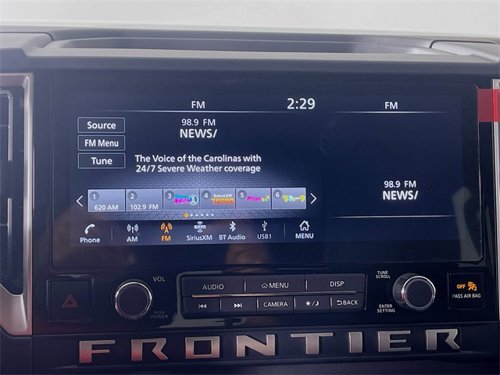 FM 2:29 FM
Source
FM Menu
Tune
98.9 FM
NEWS/
The Voice of the Carolinas with
24/7 Severe Weather coverage
98.9 FM
NEWS/
1 2 3 4 5 6
620 AM 102.9 FM
SiriusXM
Phone AM FM SiriusXM BT Audio USB1 MENU
VOL
PUSH POWER
AUDIO MENU DISP
CAMERA BACK
TUNE
SCROLL
ENTER
SETTING
OFF
PASS AIR BAG
FRONTIER